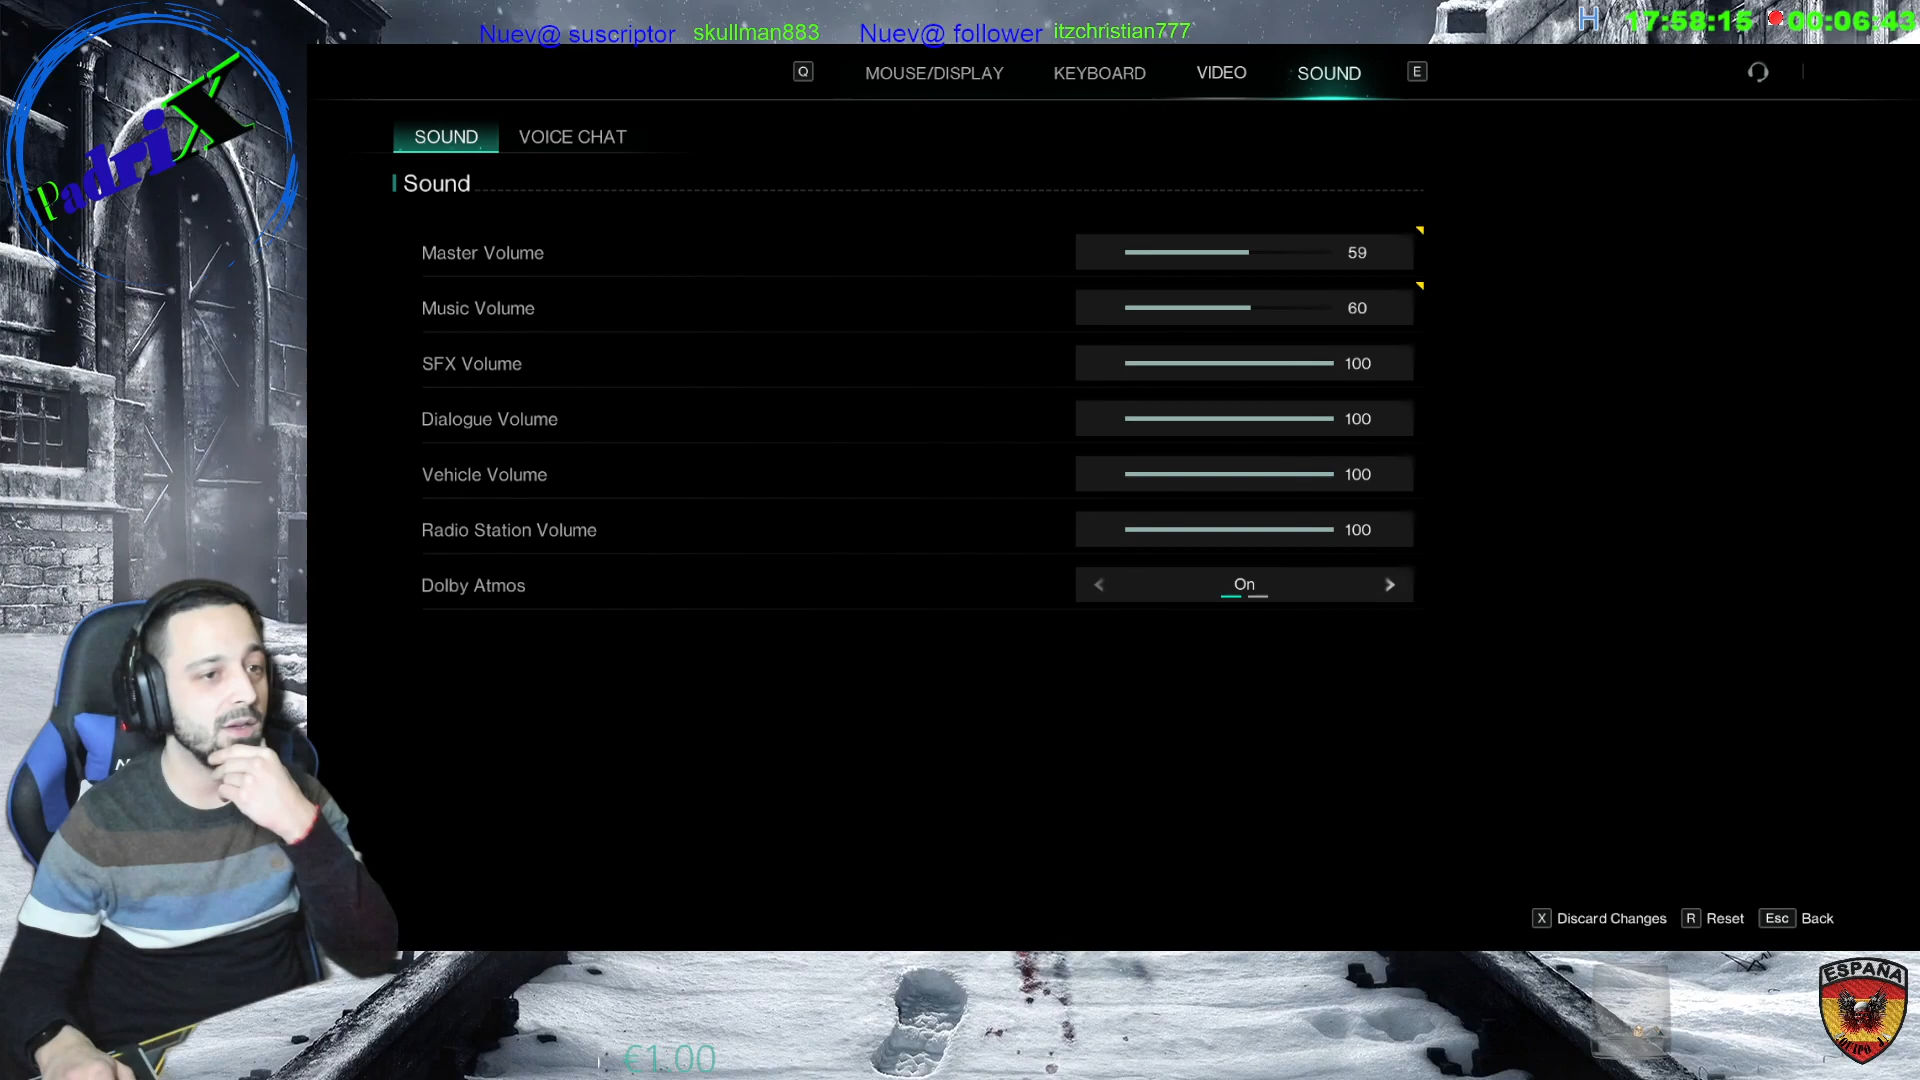 Nuev@ suscriptor skullman883 Nuev@ follower itzchristian777
H 17:58:15 00:06:43
PadriX
Q MOUSE/DISPLAY KEYBOARD VIDEO SOUND E
SOUND VOICE CHAT
Sound
Master Volume 59
Music Volume 60
SFX Volume 100
Dialogue Volume 100
Vehicle Volume 100
Radio Station Volume 100
Dolby Atmos On
X Discard Changes R Reset Esc Back
ESPAÑA
€1.00